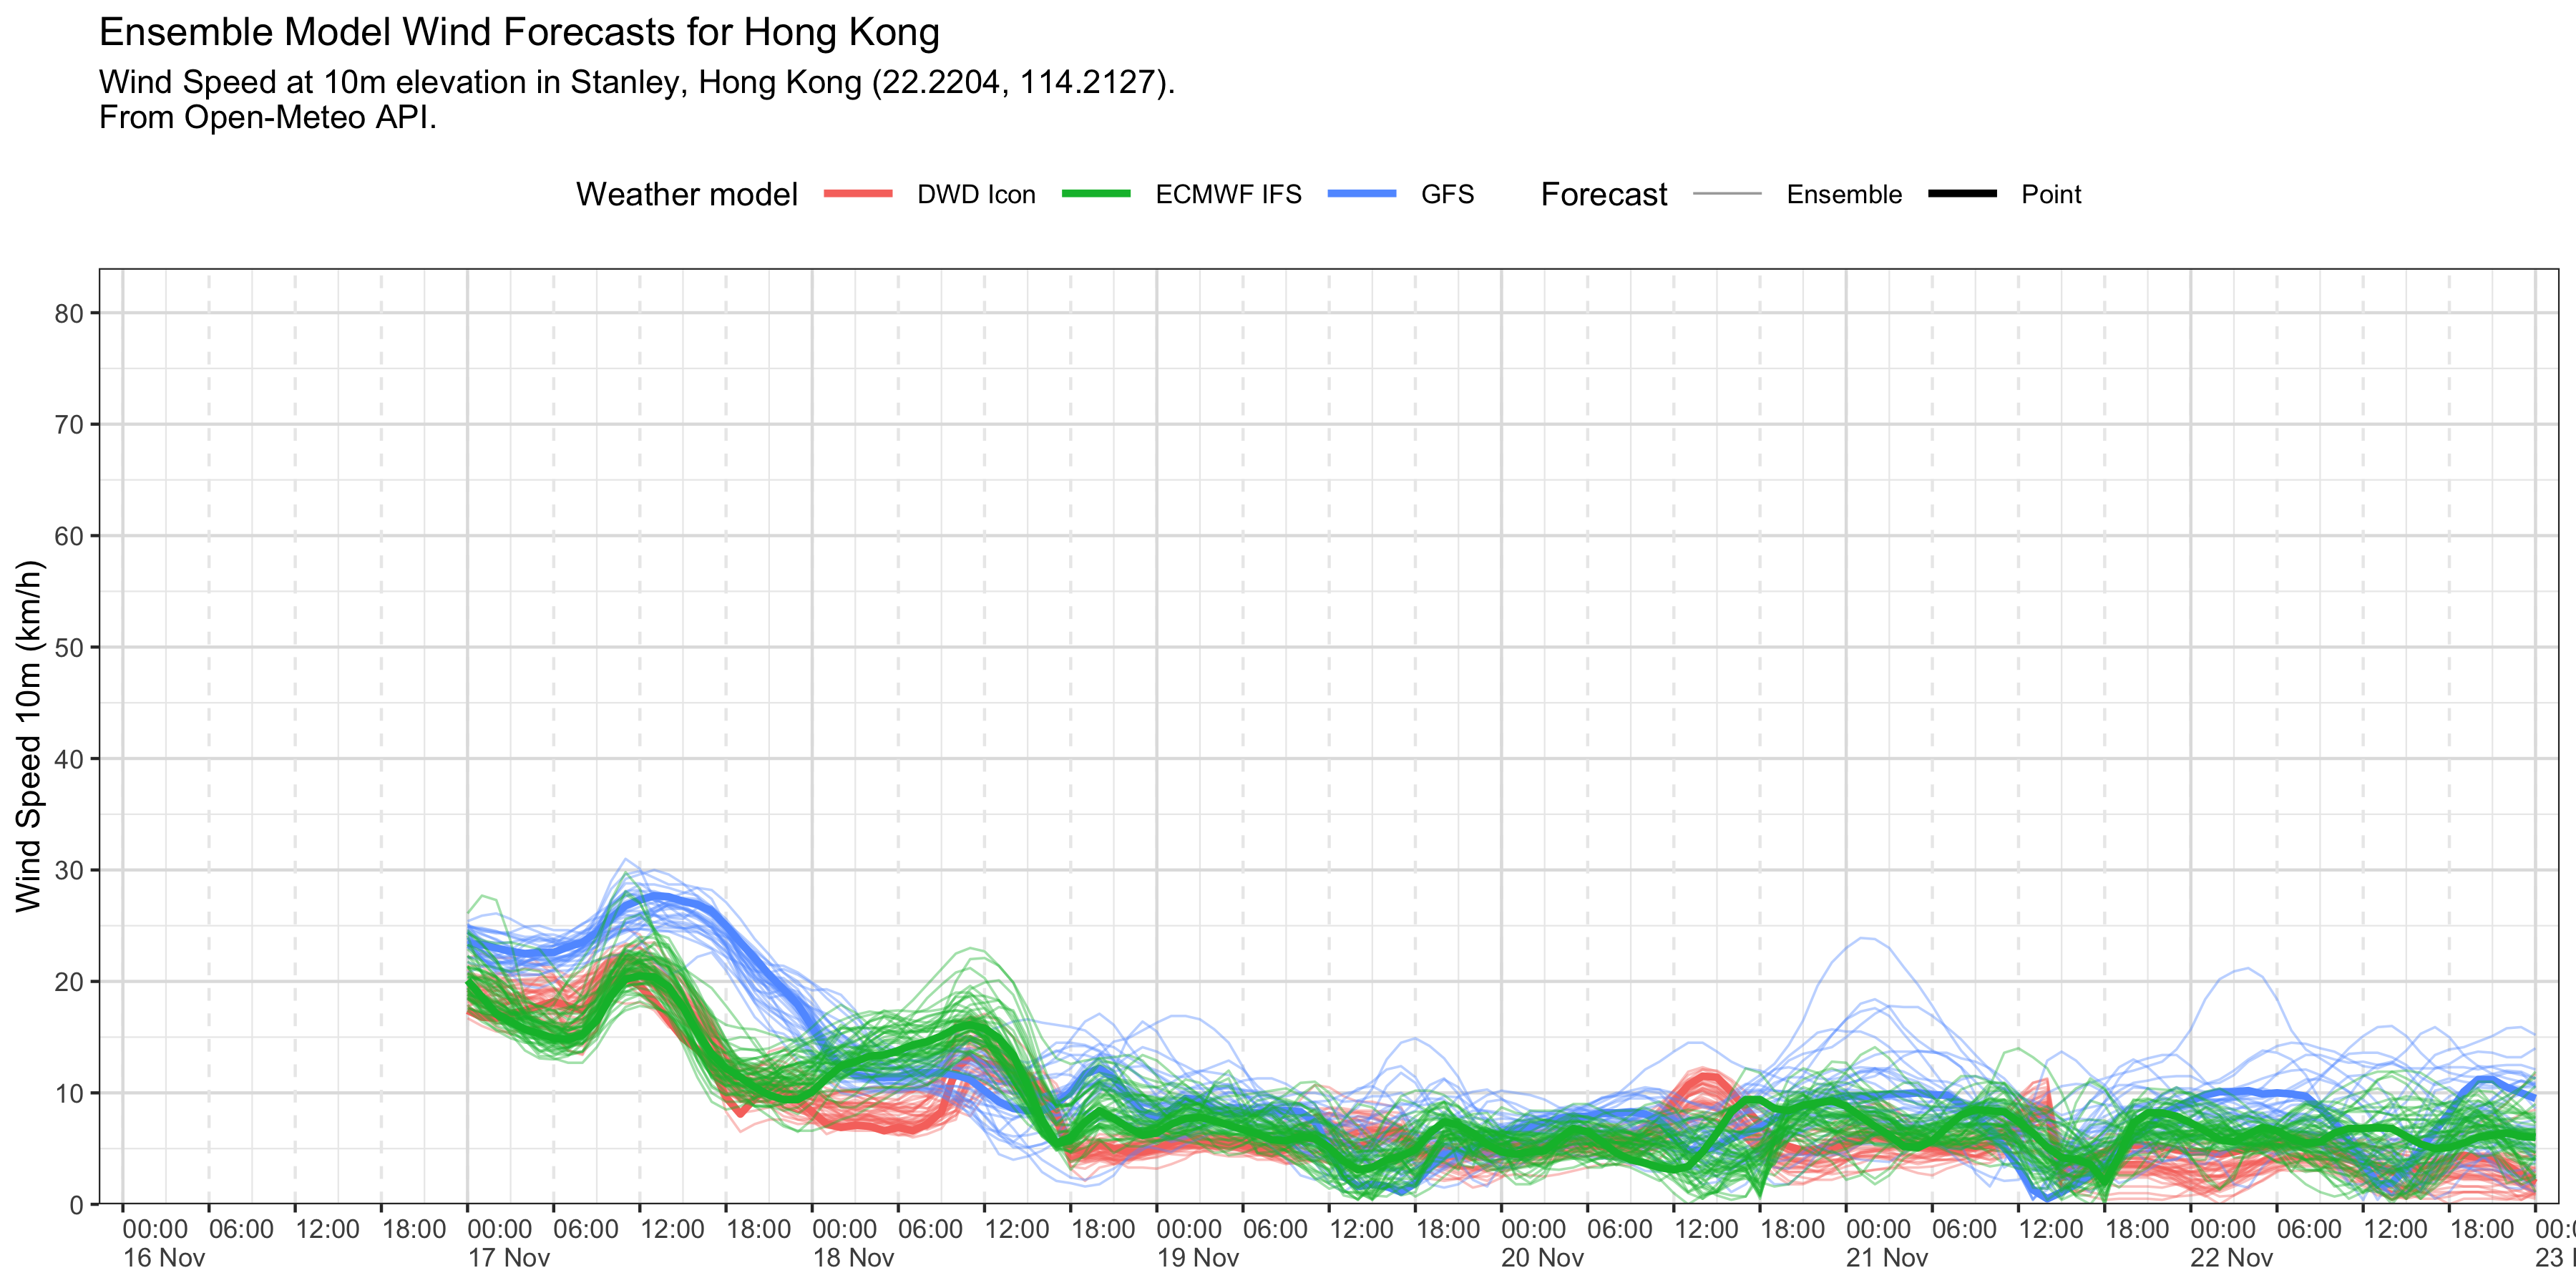 Ensemble Model Wind Forecasts for Hong Kong
Wind Speed at 10m elevation in Stanley, Hong Kong (22.2204, 114.2127).
From Open-Meteo API.
Weather model DWD Icon ECMWF IFS GFS Forecast Ensemble Point
Wind Speed 10m (km/h)
80
70
60
50
40
30
20
10
0
00:00 06:00 12:00 18:00 00:00 06:00 12:00 18:00 00:00 06:00 12:00 18:00 00:00 06:00 12:00 18:00 00:00 06:00 12:00 18:00 00:00 06:00 12:00 18:00 00:00 06:00 12:00 18:00
16 Nov 17 Nov 18 Nov 19 Nov 20 Nov 21 Nov 22 Nov 23